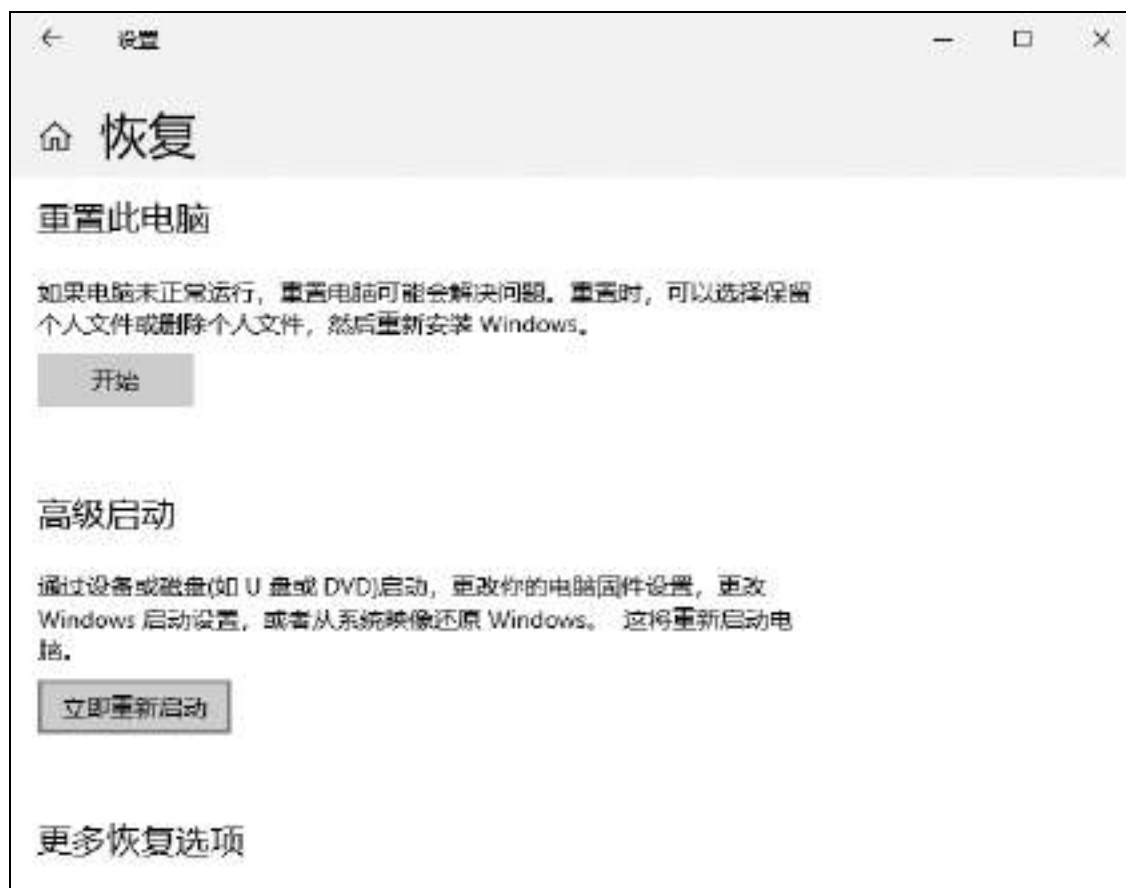 设置
恢复
重置此电脑
如果电脑未正常运行，重置电脑可能会解决问题。重置时，可以选择保留
个人文件或删除个人文件，然后重新安装 Windows。
开始
高级启动
通过设备或磁盘(如 U 盘或 DVD)启动，更改你的电脑固件设置，更改
Windows 启动设置，或者从系统映像还原 Windows。 这将重新启动电
脑。
立即重新启动
更多恢复选项